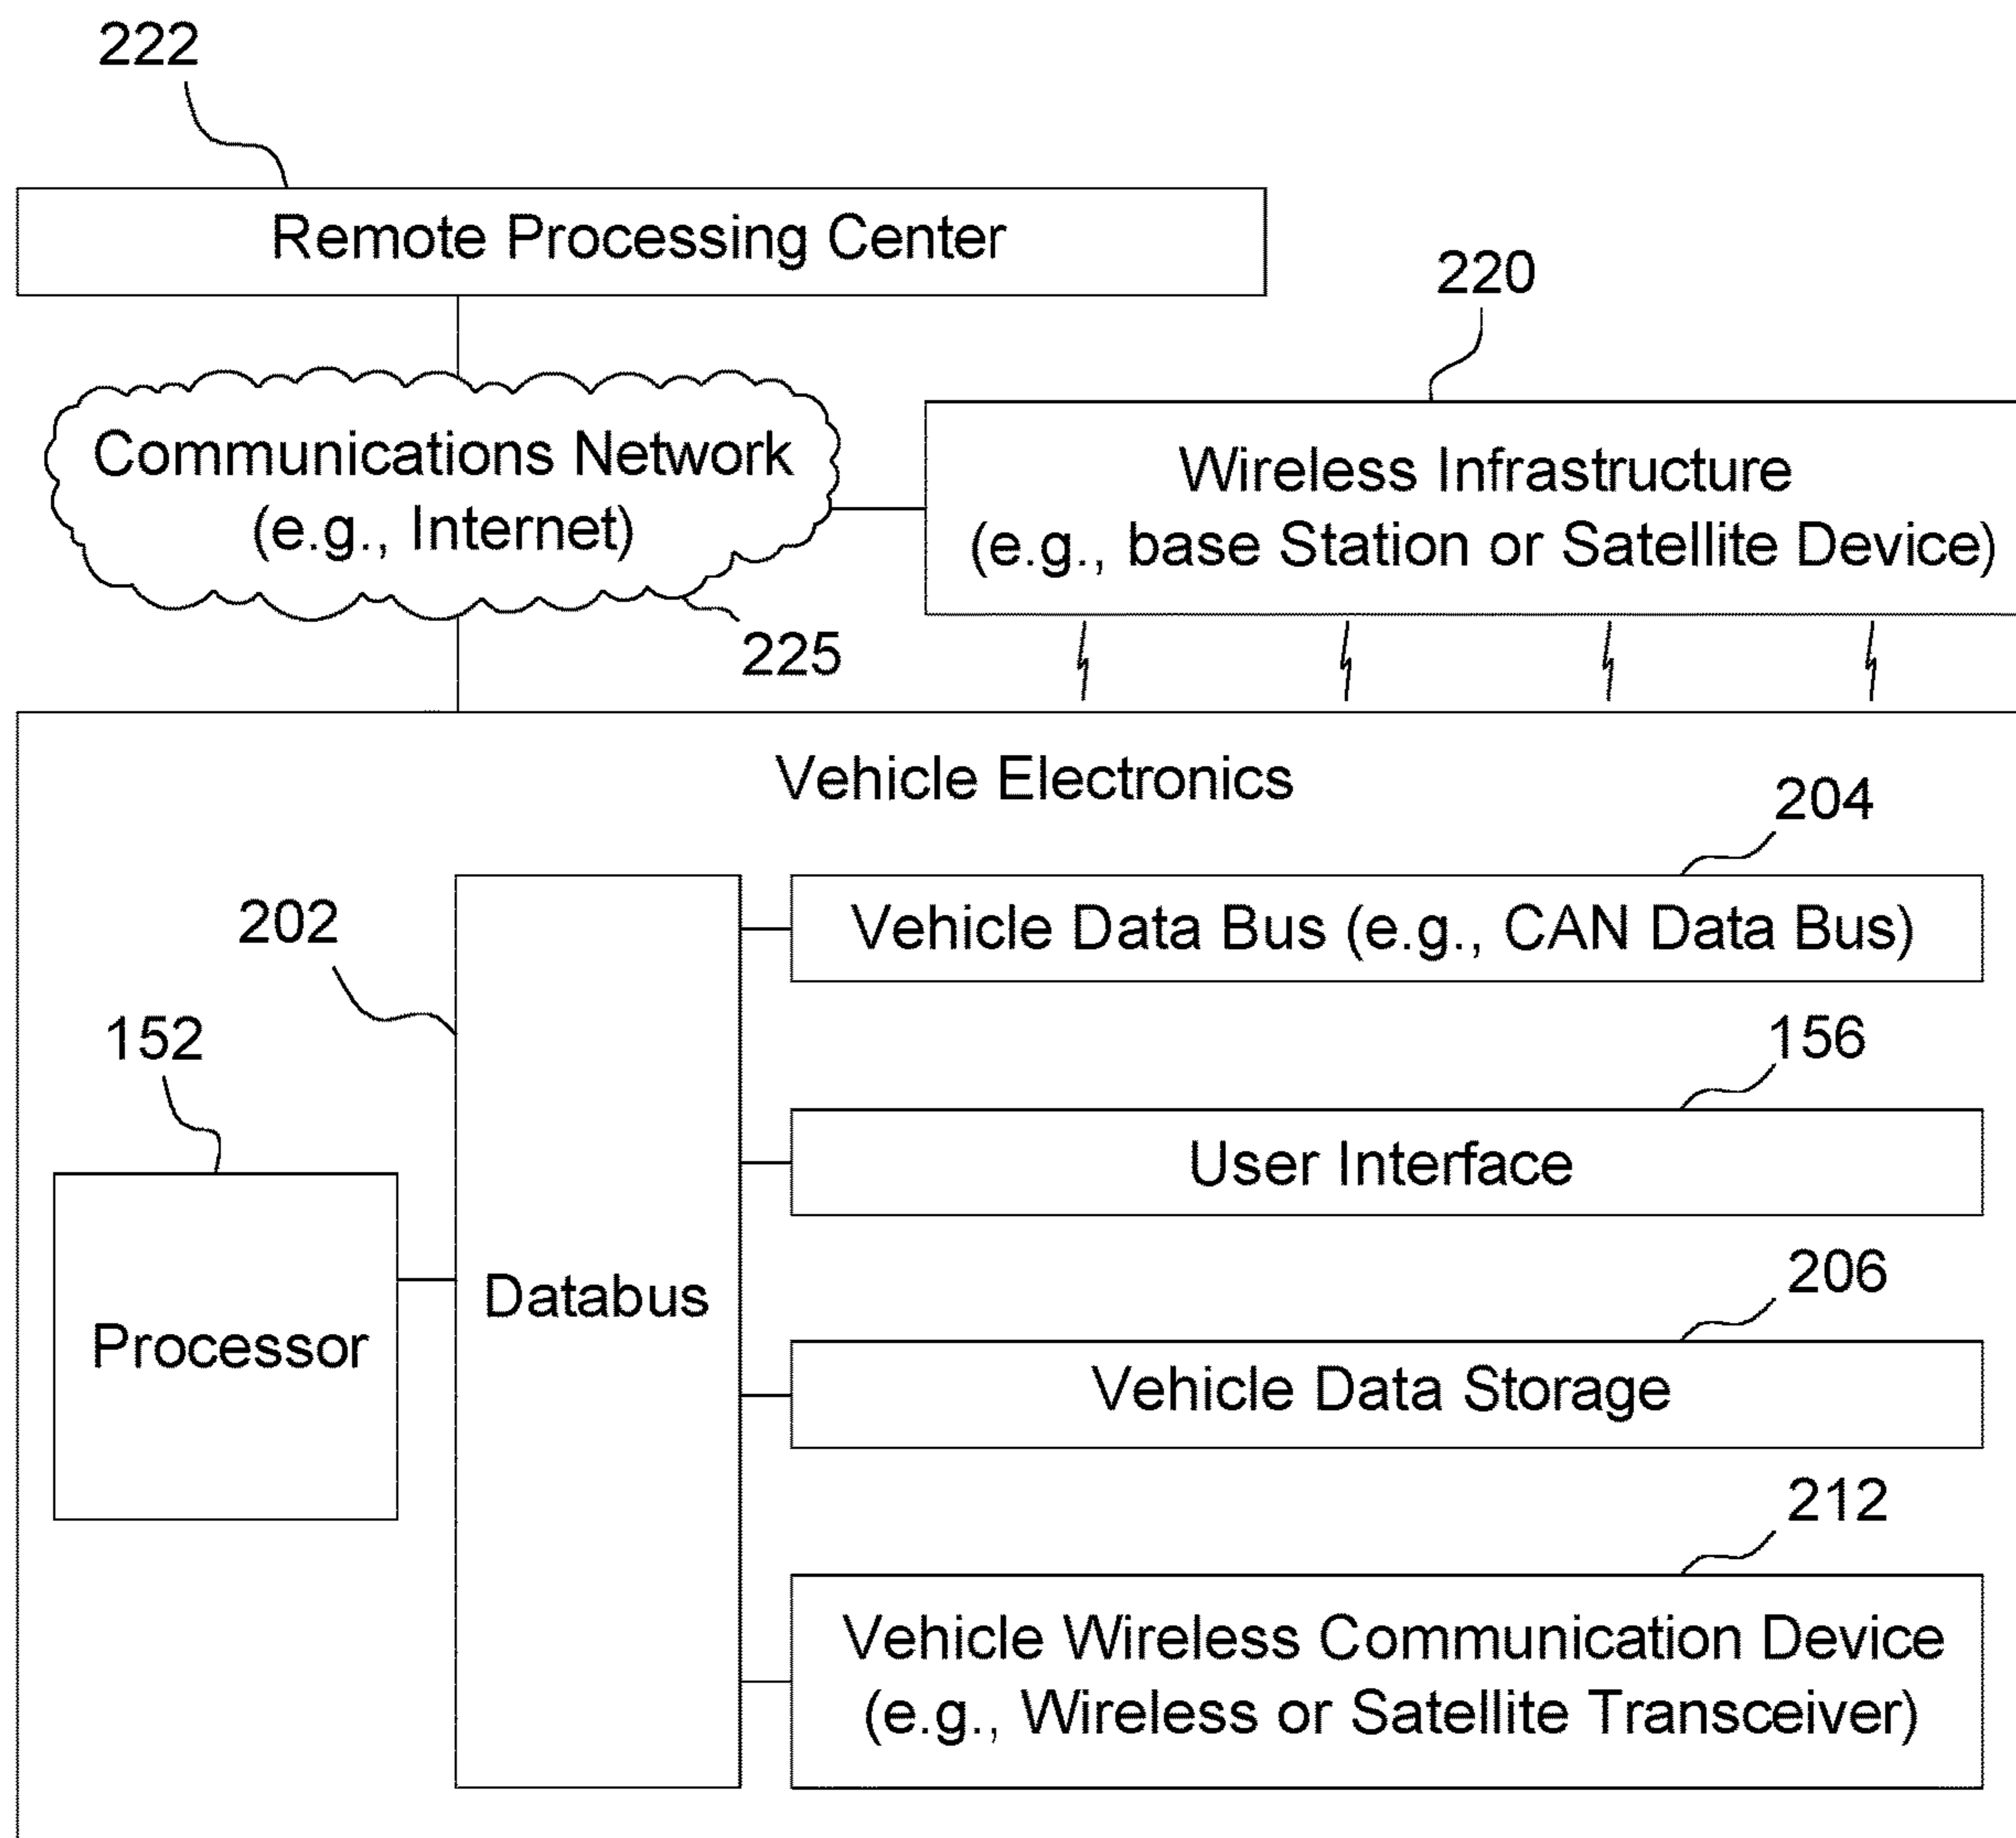 222
Remote Processing Center
220
Communications Network
(e.g., Internet)
Wireless Infrastructure
(e.g., base Station or Satellite Device)
225
Vehicle Electronics
204
202
Vehicle Data Bus (e.g., CAN Data Bus)
152
156
User Interface
206
Databus
Processor
Vehicle Data Storage
212
Vehicle Wireless Communication Device
(e.g., Wireless or Satellite Transceiver)